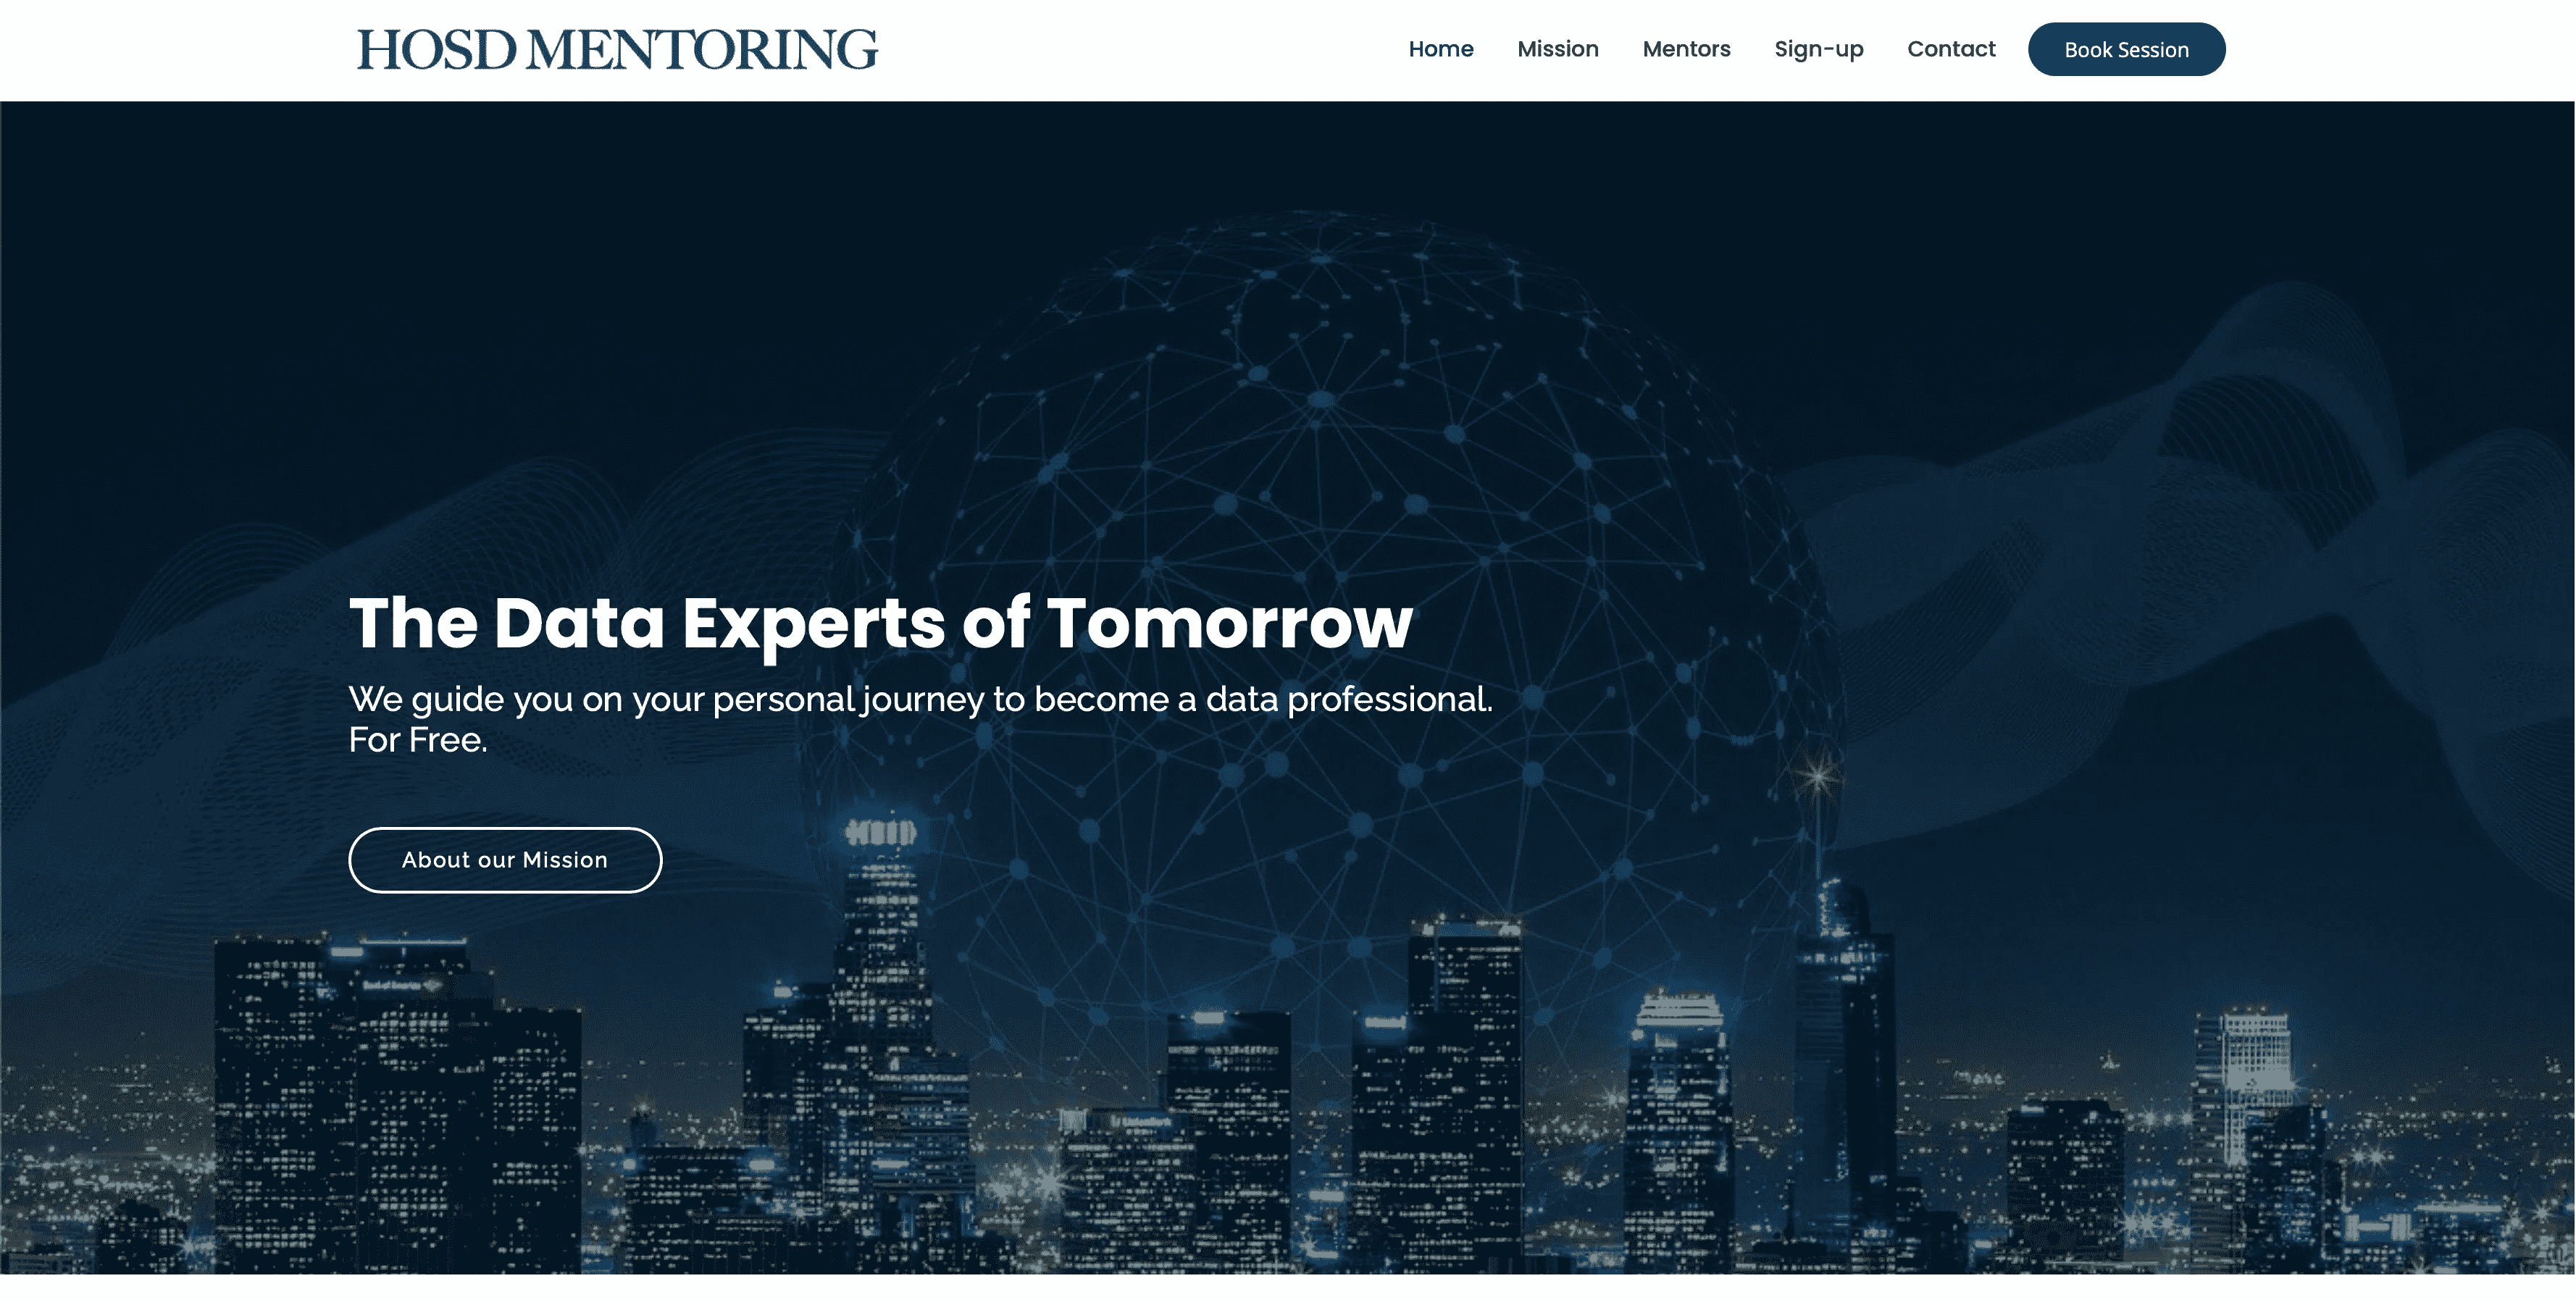 HOSD MENTORING
Home Mission Mentors Sign-up Contact Book Session
The Data Experts of Tomorrow
We guide you on your personal journey to become a data professional.
For Free.
About our Mission